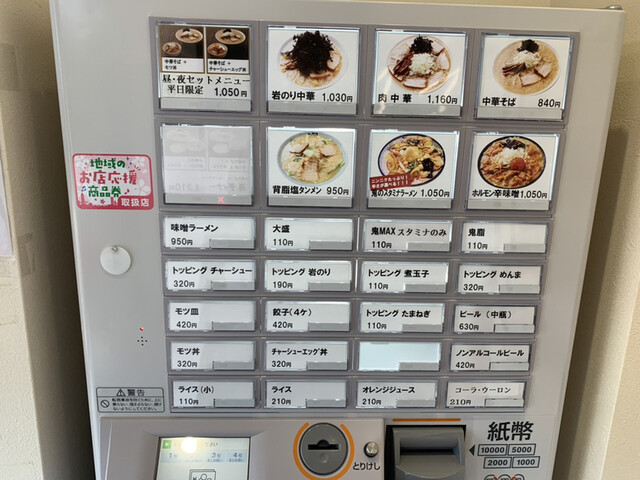 中華そば + モツ丼
中華そば + チャーシューエッグ丼
昼・夜セットメニュー
平日限定 1,050円
岩のり中華 1,030円
肉中華 1,160円
中華そば 840円
地域の
お店応援
商品券
取扱店
背脂塩タンメン 950円
ニンニクたっぷり!
鬼のスタミナラーメン 1,050円
ホルモン辛味噌 1,050円
味噌ラーメン
950円
大盛
110円
鬼MAX スタミナのみ
110円
鬼脂
110円
トッピング チャーシュー
320円
トッピング 岩のり
190円
トッピング 煮玉子
110円
トッピング めんま
320円
モツ皿
420円
餃子(4ケ)
420円
トッピング たまねぎ
110円
ビール (中瓶)
630円
モツ丼
320円
チャーシューエッグ丼
320円
ノンアルコールビール
420円
ライス(小)
110円
ライス
210円
オレンジジュース
210円
コーラ・ウーロン
210円
警告
とりけし
紙幣
10000 5000
2000 1000